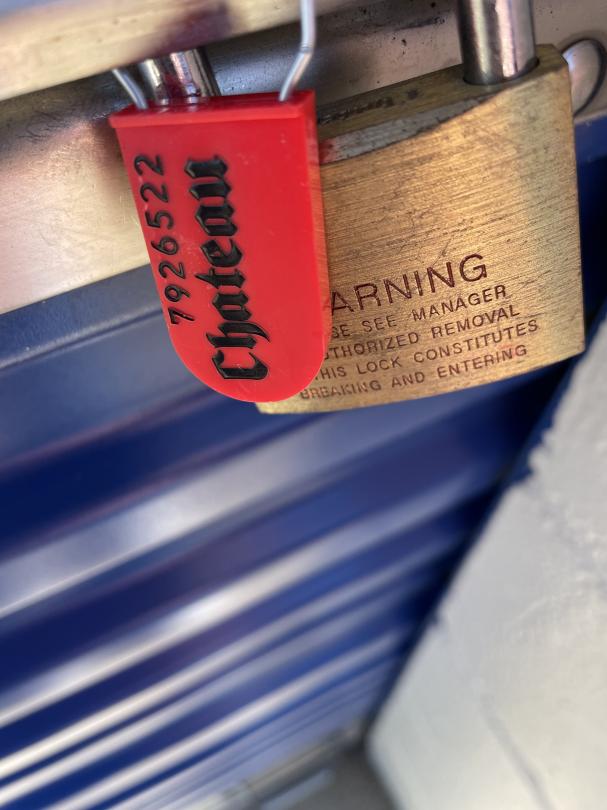 7926522
Chateau
ARNING
SE SEE MANAGER
THORIZED REMOVAL
HIS LOCK CONSTITUTES
BREAKING AND ENTERING